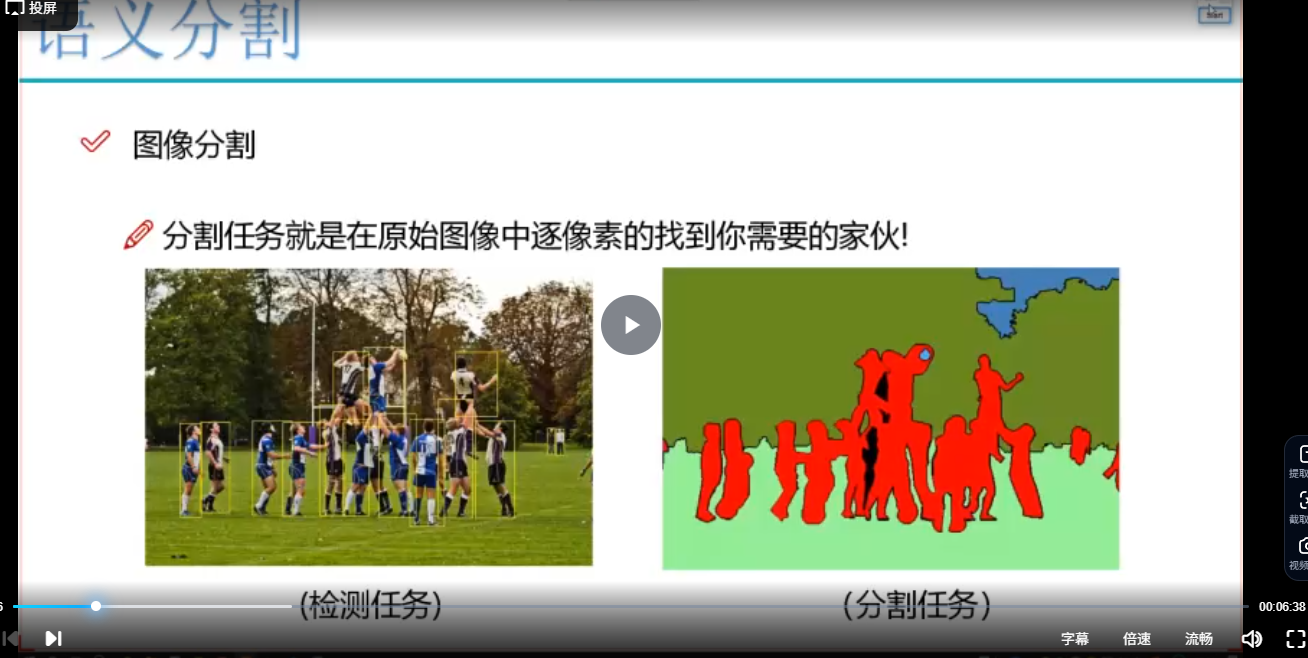 投屏
语义分割
图像分割
分割任务就是在原始图像中逐像素的找到你需要的家伙!
(检测任务)
(分割任务)
提取
截取
视频
00:06:38
字幕
倍速
流畅